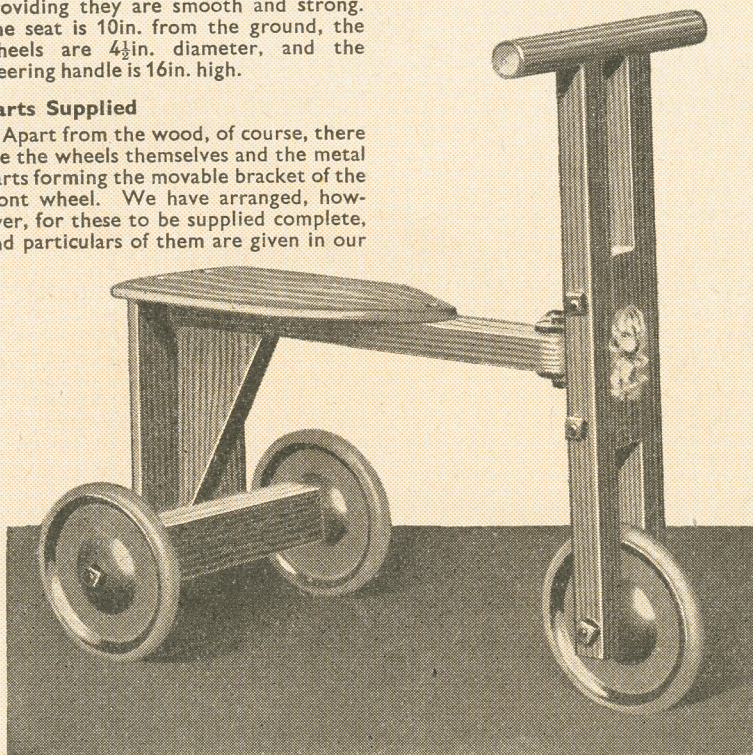 oviding they are smooth and strong.
e seat is 10in. from the ground, the
heels are 4½in. diameter, and the
eering handle is 16in. high.
arts Supplied
Apart from the wood, of course, there
e the wheels themselves and the metal
arts forming the movable bracket of the
ont wheel. We have arranged, how-
ver, for these to be supplied complete,
nd particulars of them are given in our